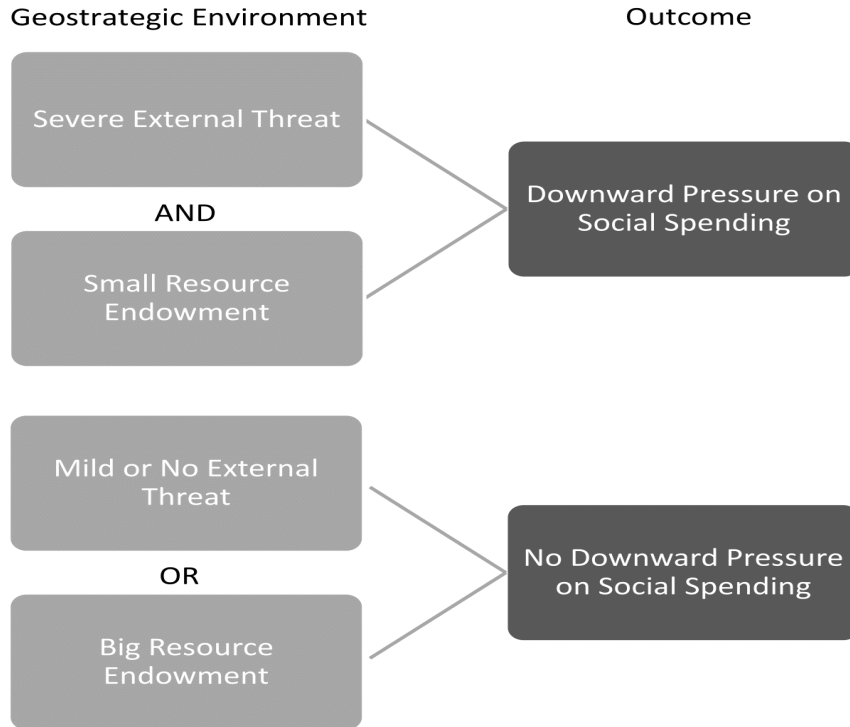 Geostrategic Environment
Outcome
Severe External Threat
AND
Small Resource
Endowment
Downward Pressure on
Social Spending
Mild or No External
Threat
OR
Big Resource
Endowment
No Downward Pressure
on Social Spending